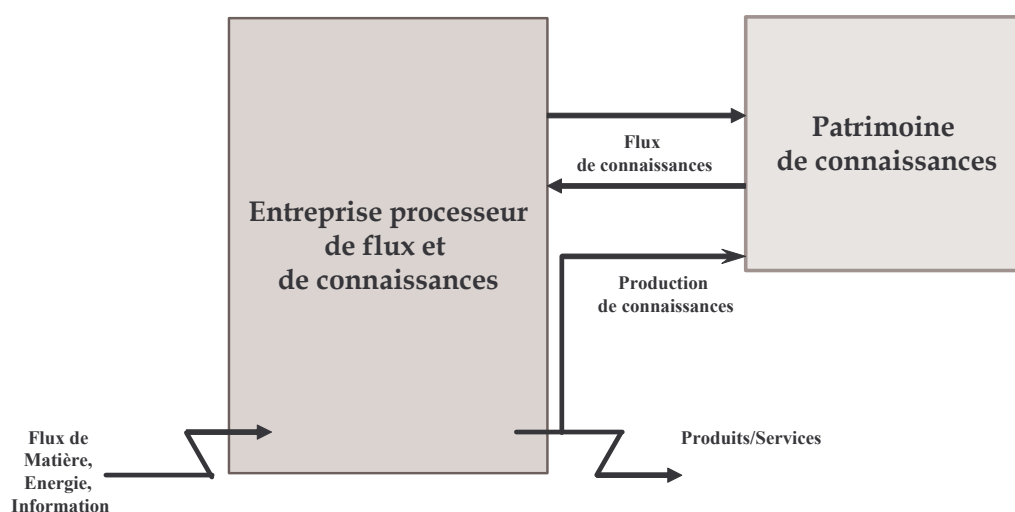 Patrimoine
de connaissances
Flux
de connaissances
Entreprise processeur
de flux et
de connaissances
Production
de connaissances
Flux de
Matière,
Energie,
Information
Produits/Services